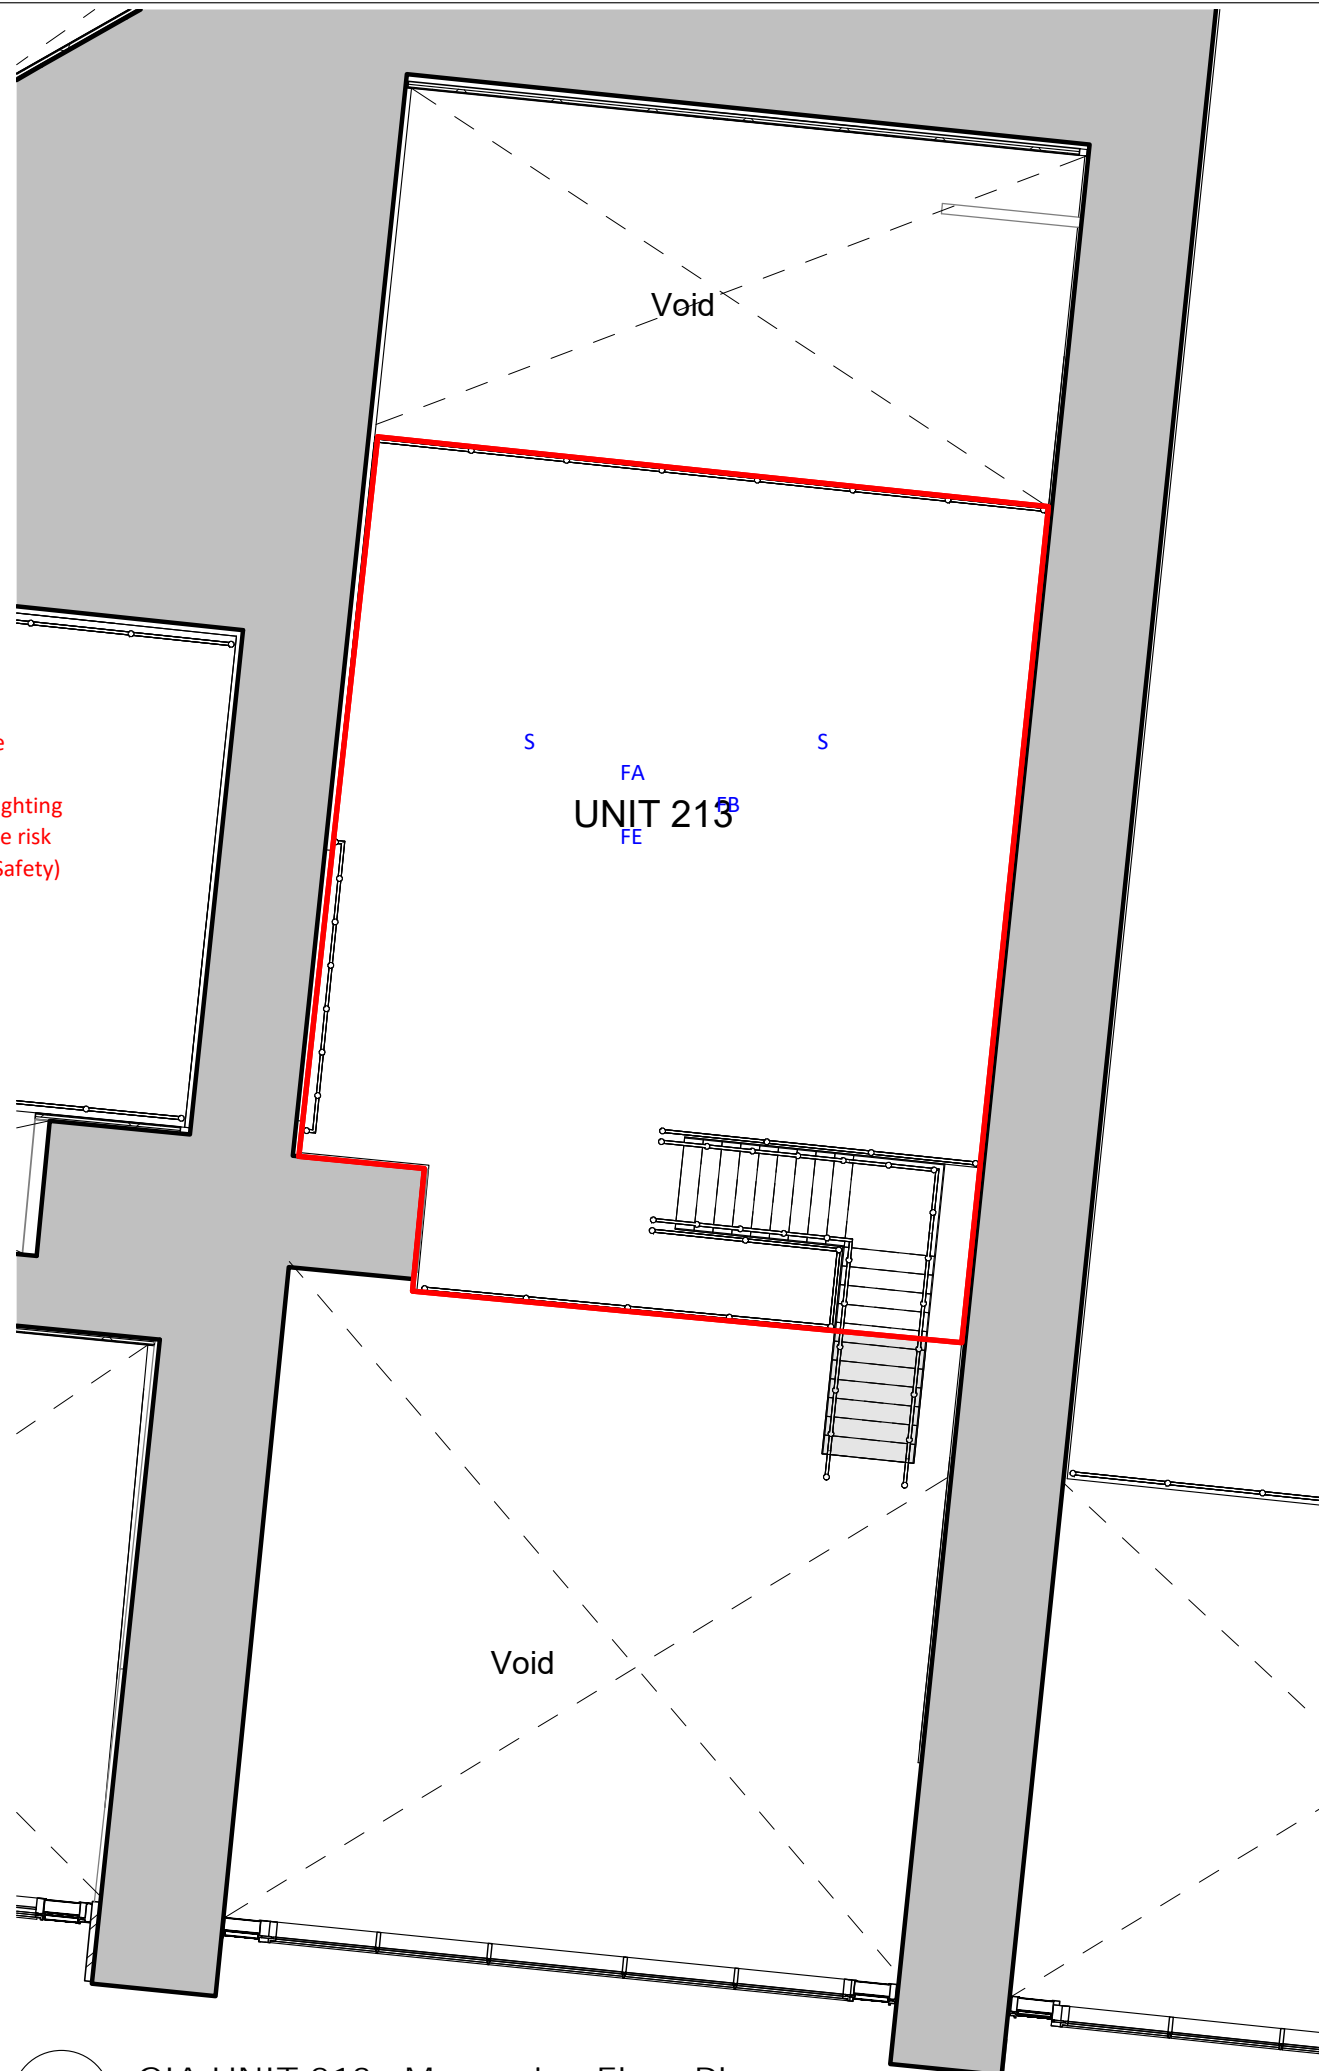 Void
S
S
FA
FB
UNIT 213
FE
ghting
e risk
Safety)
Void